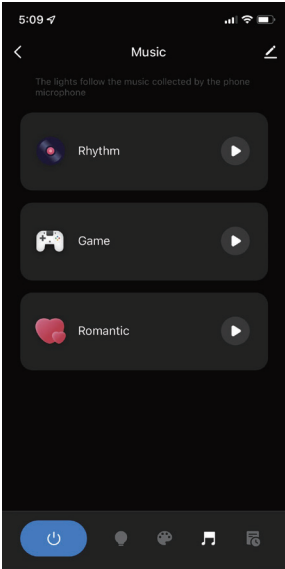 5:09
Music
The lights follow the music collected by the phone
microphone
Rhythm
Game
Romantic